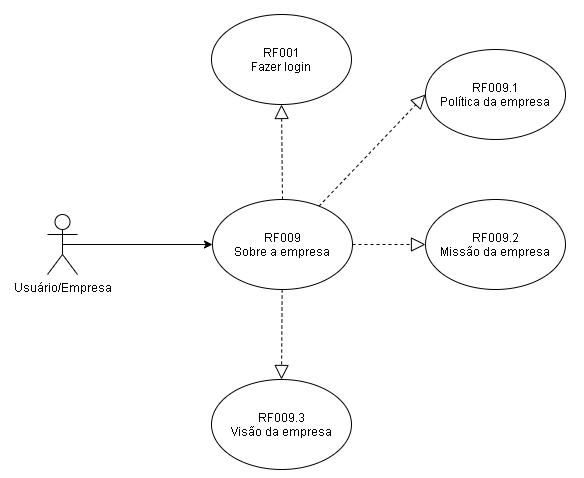 RF001
Fazer login
RF009.1
Política da empresa
RF009
Sobre a empresa
RF009.2
Missão da empresa
Usuário/Empresa
RF009.3
Visão da empresa